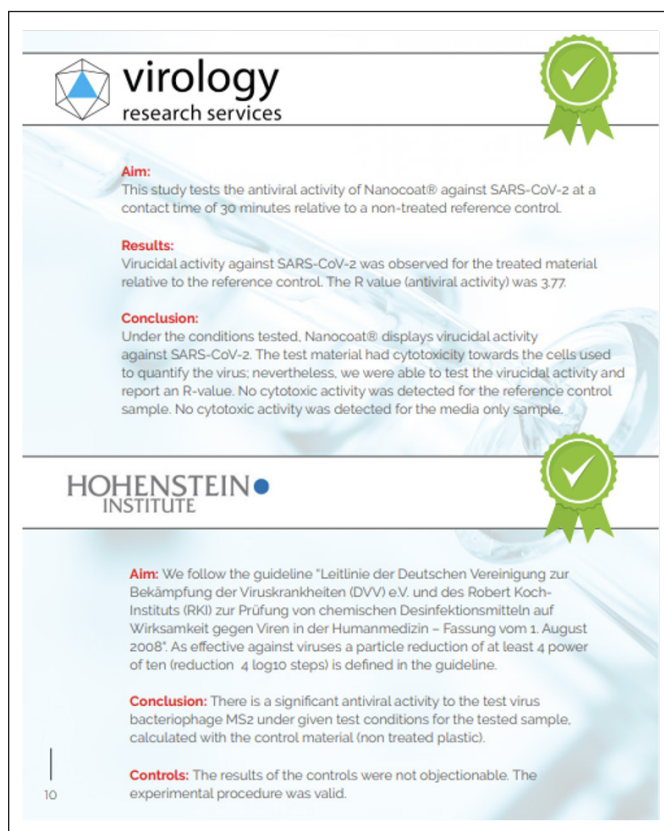 virology
research services
Aim:
This study tests the antiviral activity of Nanocoat® against SARS-CoV-2 at a
contact time of 30 minutes relative to a non-treated reference control.
Results:
Virucidal activity against SARS-CoV-2 was observed for the treated material
relative to the reference control. The R value (antiviral activity) was 3.77.
Conclusion:
Under the conditions tested, Nanocoat® displays virucidal activity
against SARS-CoV-2. The test material had cytotoxicity towards the cells used
to quantify the virus; nevertheless, we were able to test the virucidal activity and
report an R-value. No cytotoxic activity was detected for the reference control
sample. No cytotoxic activity was detected for the media only sample.
HOHENSTEIN
INSTITUTE
Aim: We follow the guideline "Leitlinie der Deutschen Vereinigung zur
Bekämpfung der Viruskrankheiten (DVV) e.V. und des Robert Koch-
Instituts (RKI) zur Prüfung von chemischen Desinfektionsmitteln auf
Wirksamkeit gegen Viren in der Humanmedizin – Fassung vom 1. August
2008". As effective against viruses a particle reduction of at least 4 power
of ten (reduction 4 log10 steps) is defined in the guideline.
Conclusion: There is a significant antiviral activity to the test virus
bacteriophage MS2 under given test conditions for the tested sample,
calculated with the control material (non treated plastic).
Controls: The results of the controls were not objectionable. The
experimental procedure was valid.
10